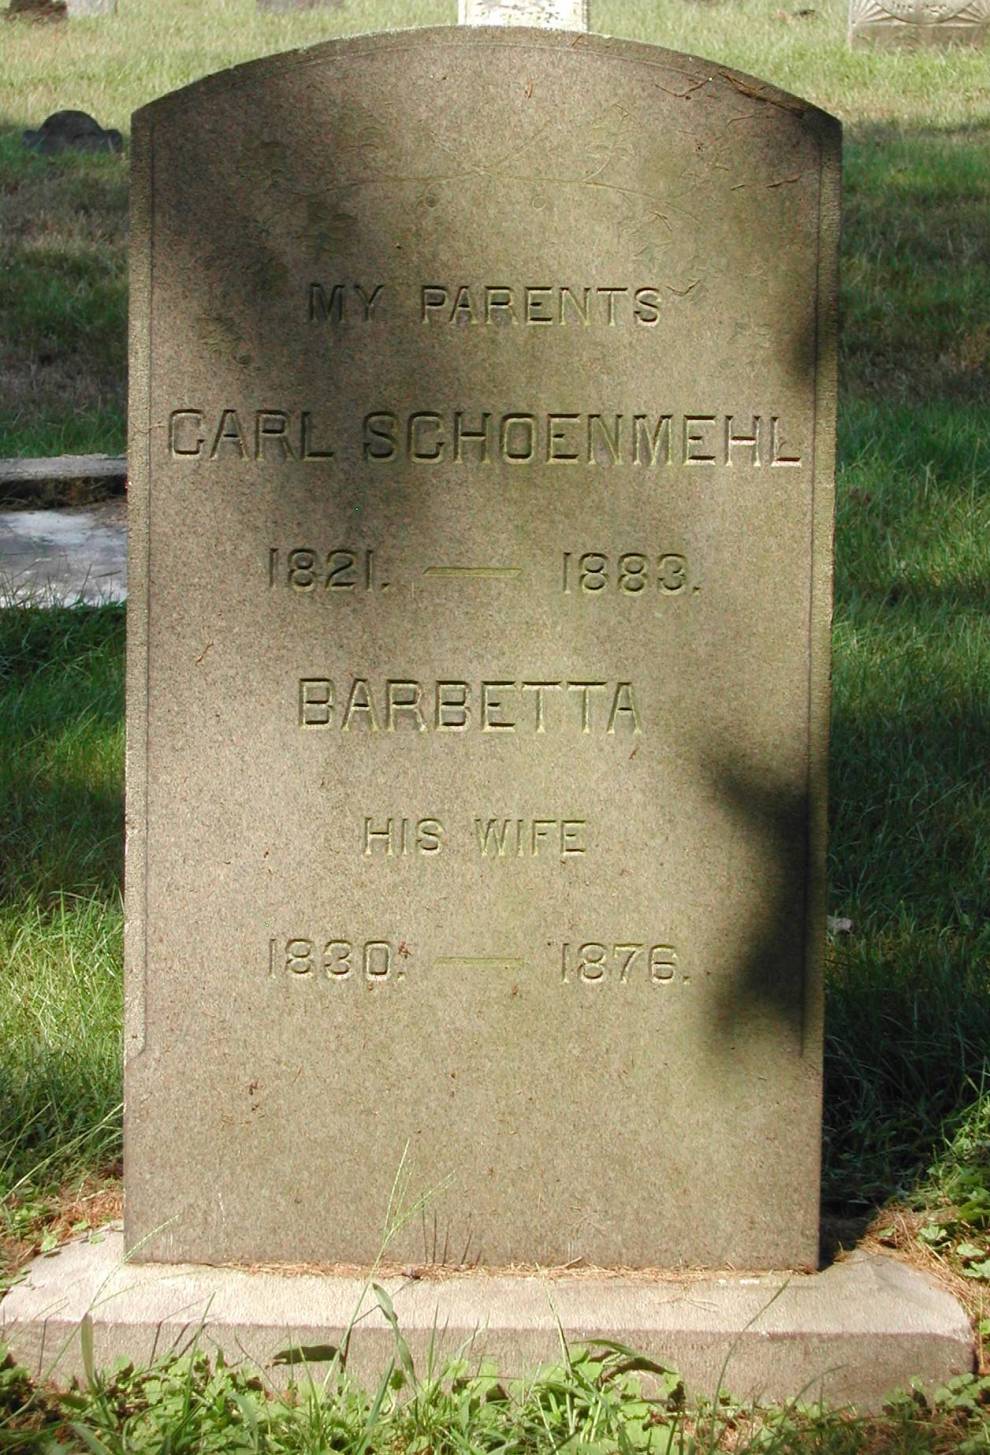 MY PARENTS
CARL SCHOENMEHL
1821. — 1883.
BARBETTA
HIS WIFE
1830. — 1876.